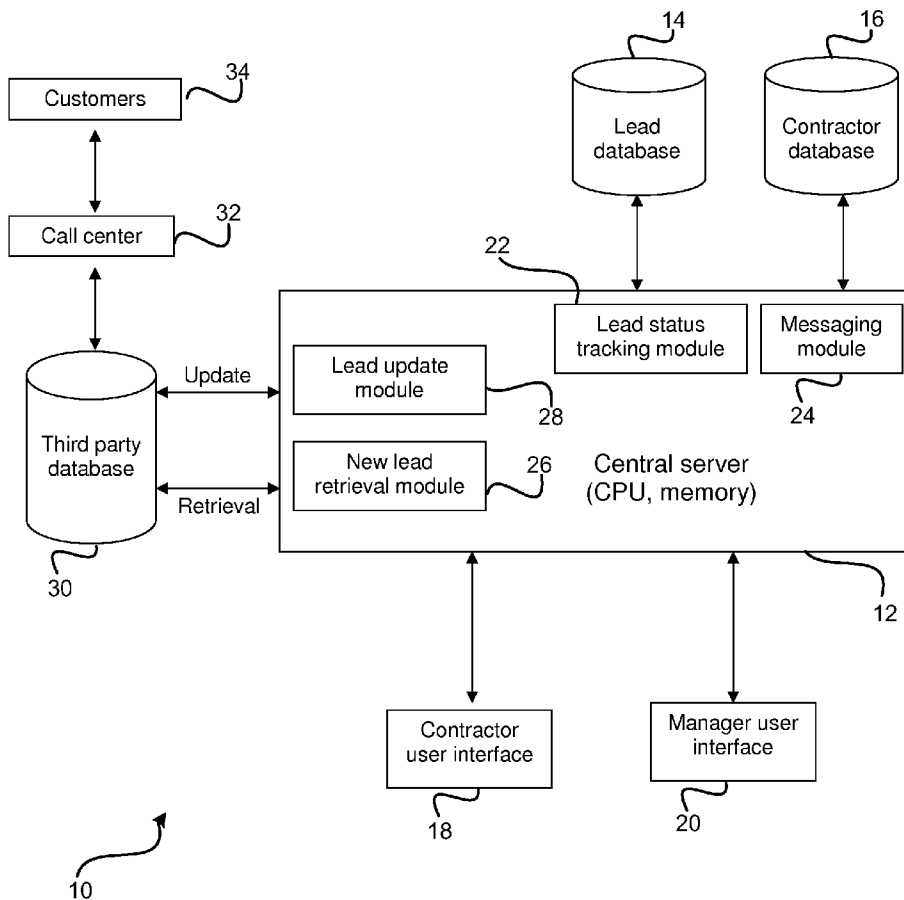 14
16
34
Customers
Lead
database
Contractor
database
32
Call center
22
Lead status
tracking module
Messaging
module
Update
Lead update
module
28
24
Third party
database
New lead
retrieval module
26
Central server
(CPU, memory)
Retrieval
30
12
Contractor
user interface
Manager user
interface
18
20
10